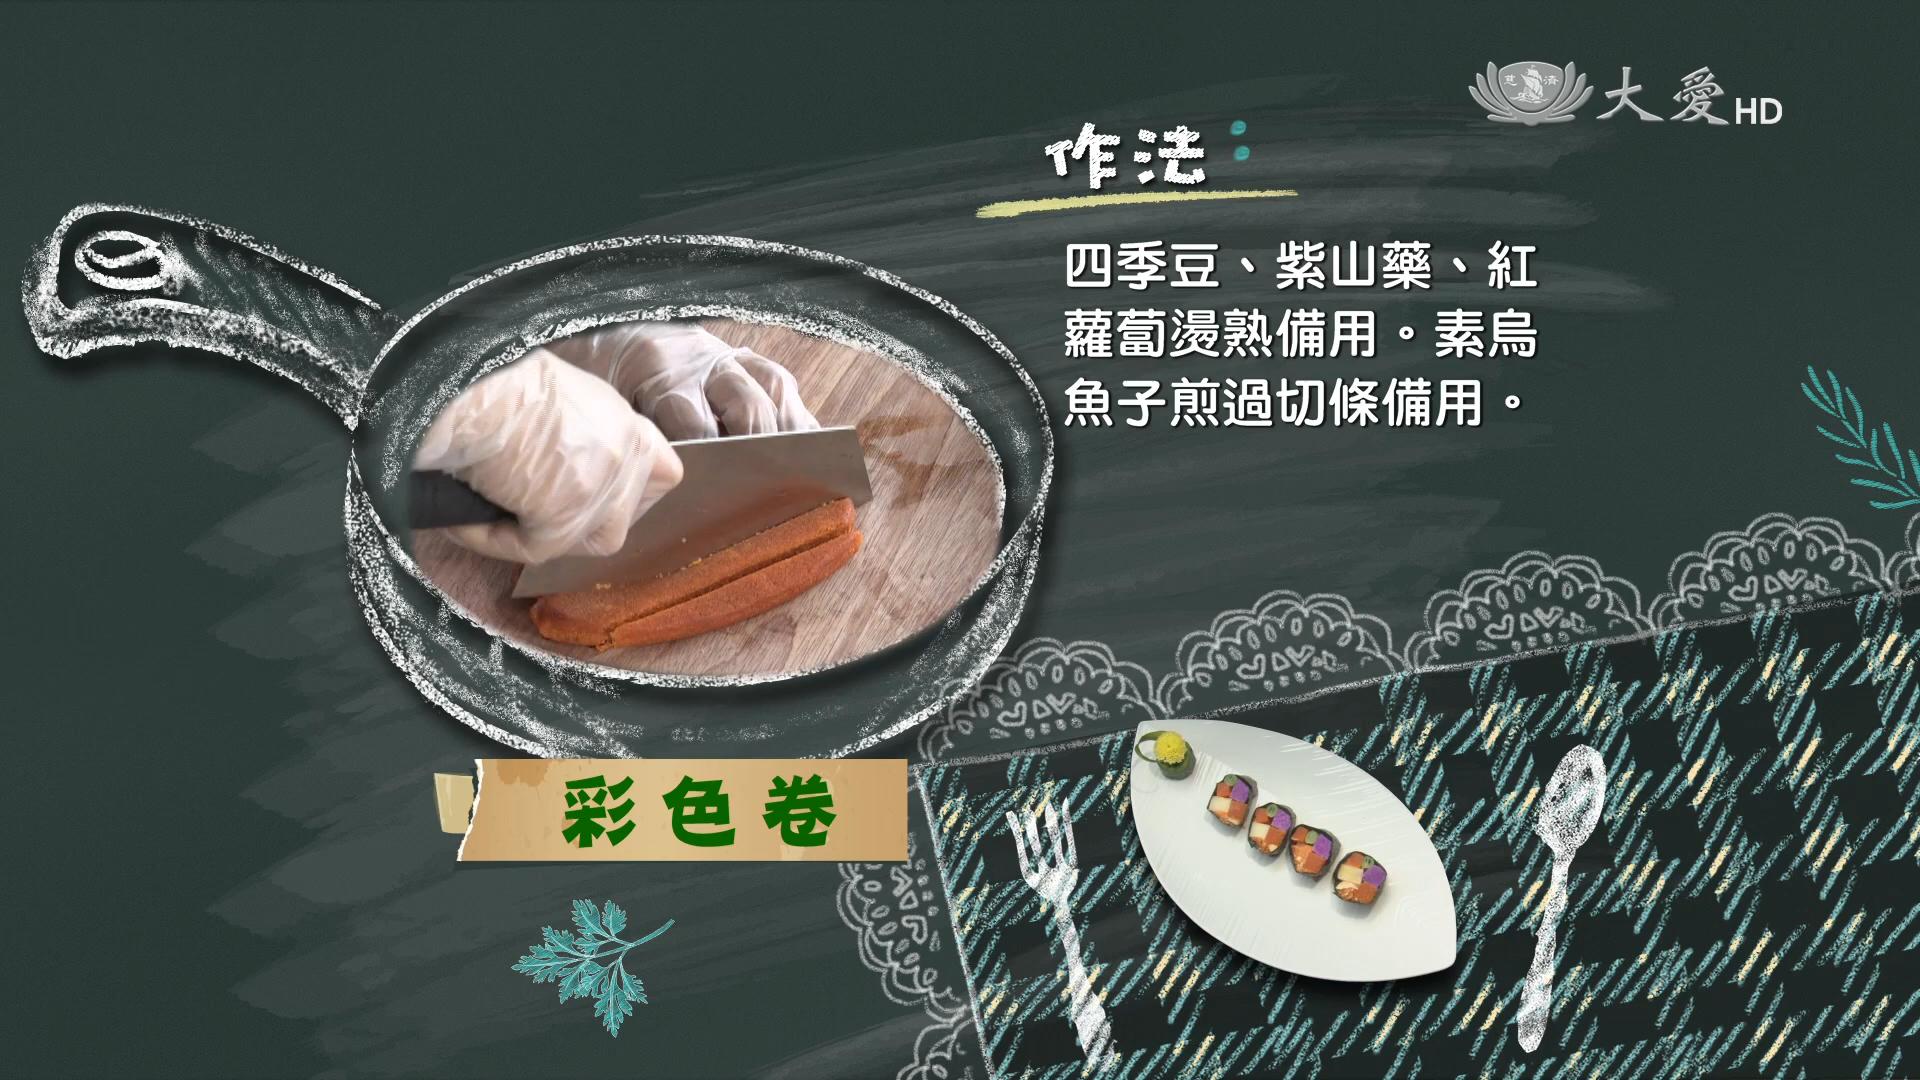 大愛HD
作法：
四季豆、紫山藥、紅
蘿蔔燙熟備用。素烏
魚子煎過切條備用。
彩色卷